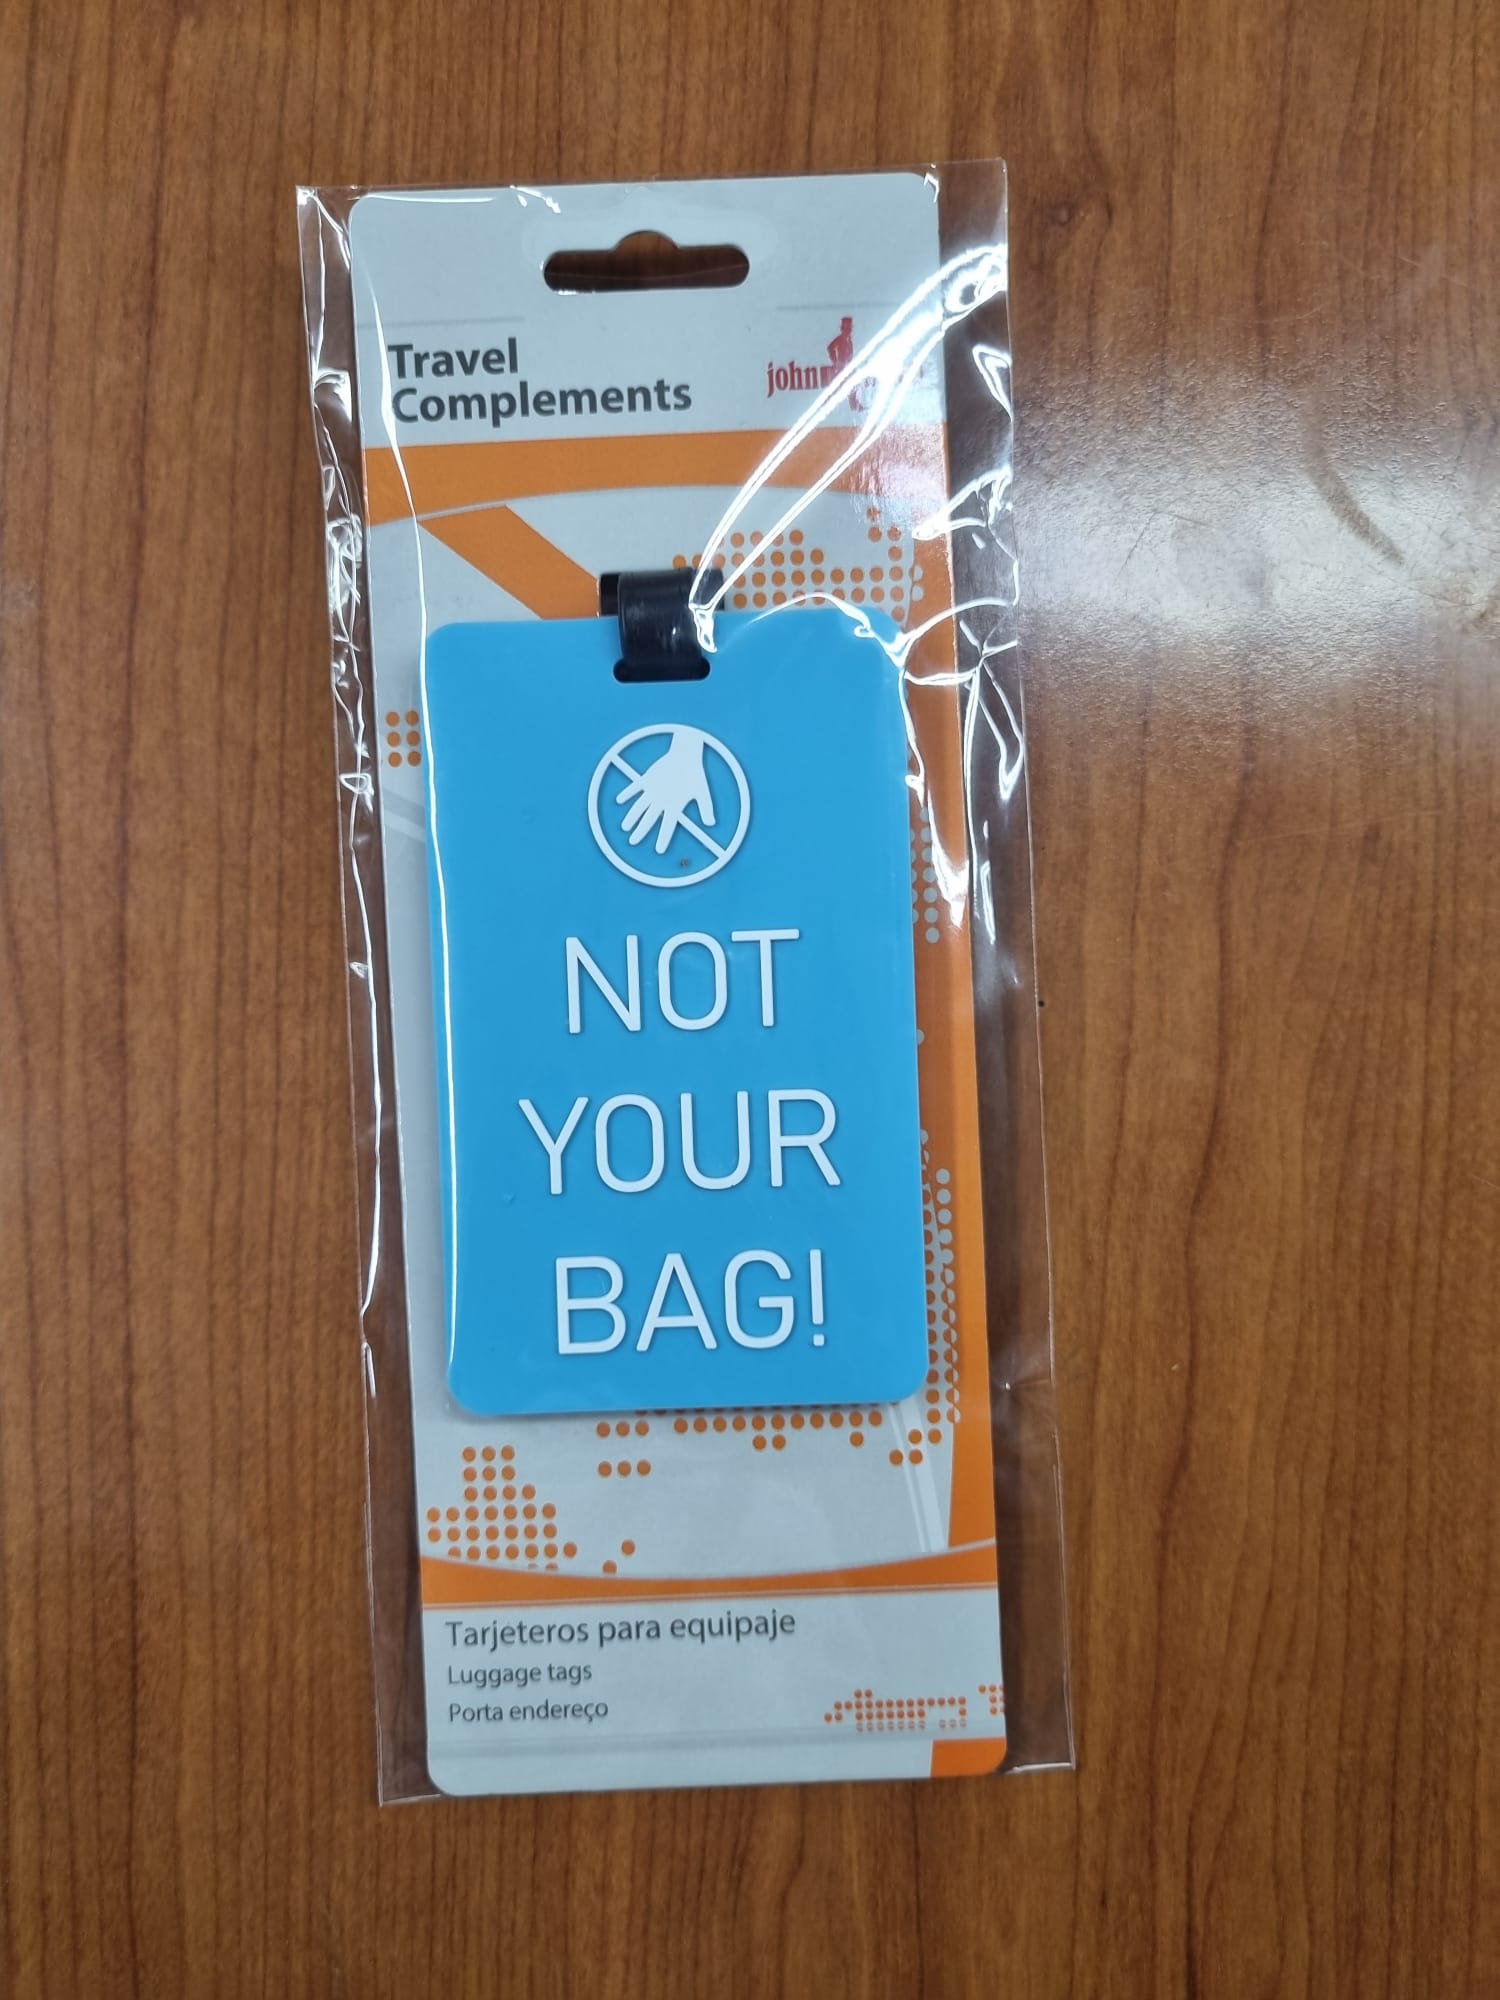 Travel
Complements
john
NOT
YOUR
BAG!
Tarjeteros para equipaje
Luggage tags
Porta endereço